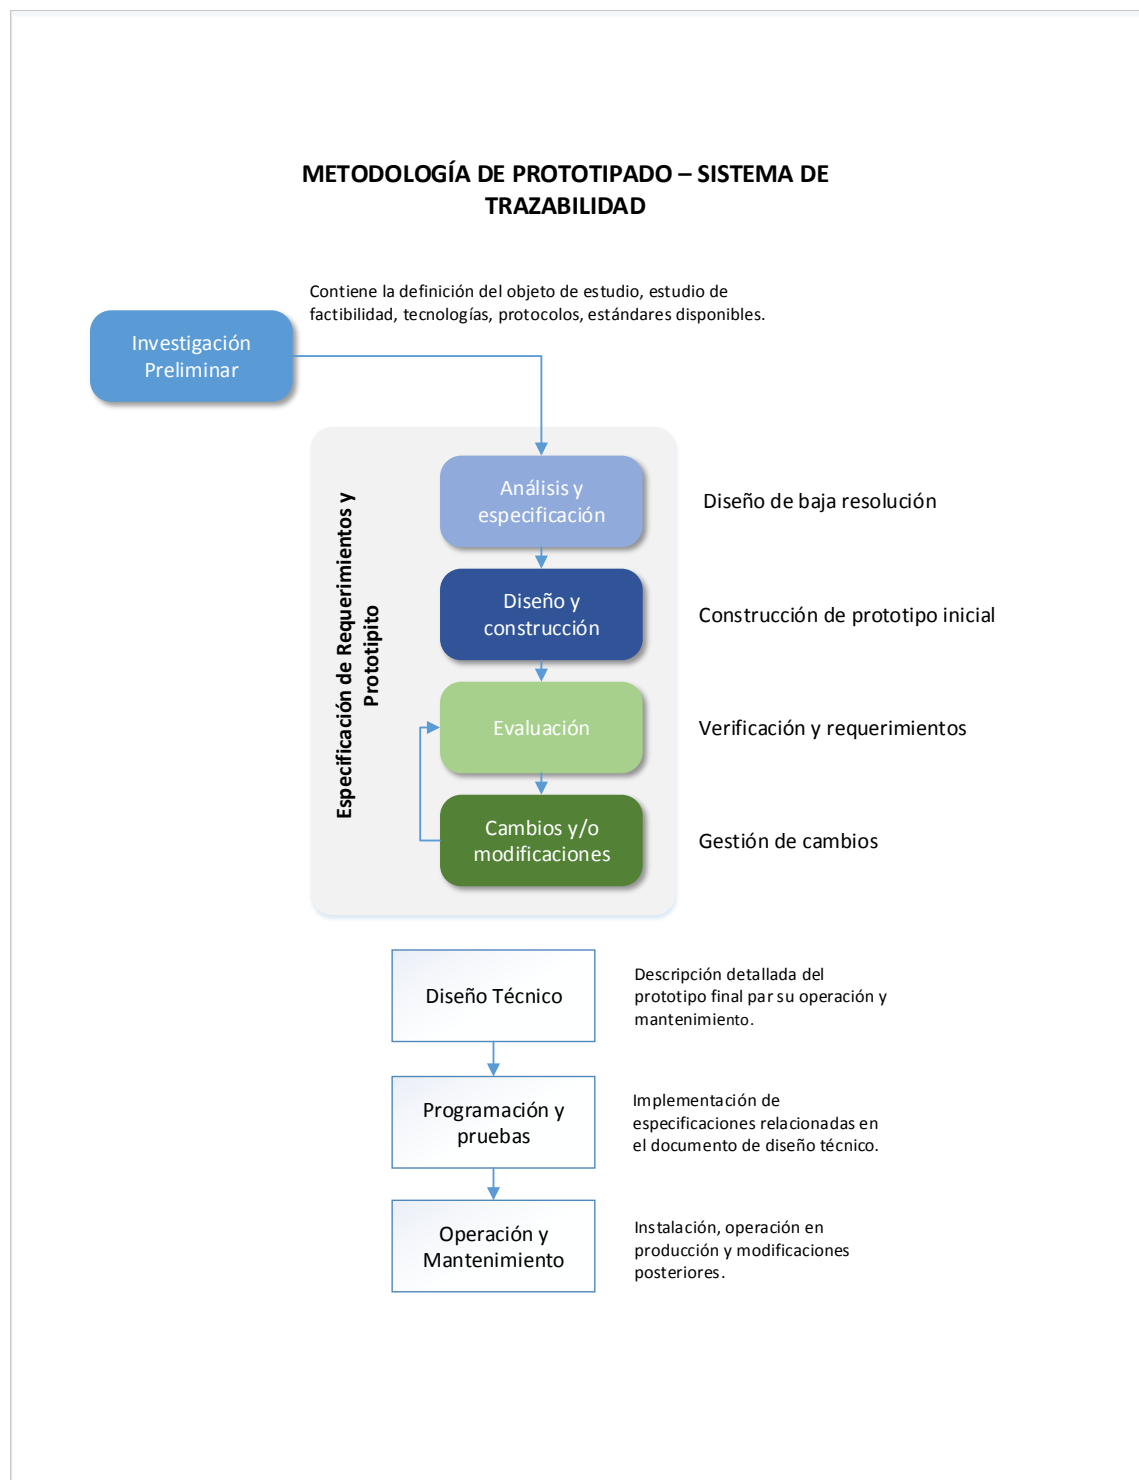 METODOLOGÍA DE PROTOTIPADO – SISTEMA DE
TRAZABILIDAD
Contiene la definición del objeto de estudio, estudio de
factibilidad, tecnologías, protocolos, estándares disponibles.
Investigación
Preliminar
Especificación de Requerimientos y
Prototipito
Análisis y
especificación
Diseño de baja resolución
Diseño y
construcción
Construcción de prototipo inicial
Evaluación
Verificación y requerimientos
Cambios y/o
modificaciones
Gestión de cambios
Diseño Técnico
Descripción detallada del
prototipo final par su operación y
mantenimiento.
Programación y
pruebas
Implementación de
especificaciones relacionadas en
el documento de diseño técnico.
Operación y
Mantenimiento
Instalación, operación en
producción y modificaciones
posteriores.